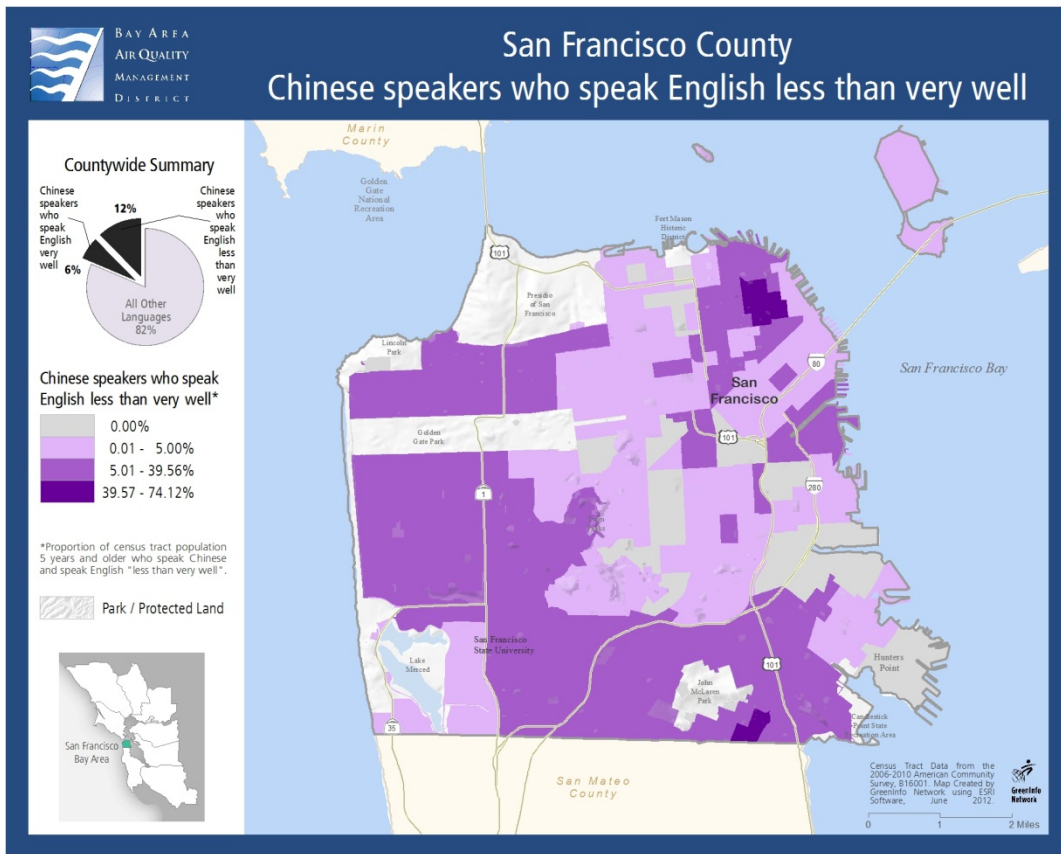 BAY AREA
AIR QUALITY
MANAGEMENT
DISTRICT
San Francisco County
Chinese speakers who speak English less than very well
Countywide Summary
Chinese
speakers
who
speak
English
very
well
6%
12%
Chinese
speakers
who
speak
English
less
than
very
well
All Other
Languages
82%
Chinese speakers who speak
English less than very well*
0.00%
0.01 - 5.00%
5.01 - 39.56%
39.57 - 74.12%
*Proportion of census tract population
5 years and older who speak Chinese
and speak English "less than very well".
Park / Protected Land
San Francisco
Bay Area
Marin
County
Golden
Gate
National
Recreation
Area
Fort Mason
Historic
District
101
Presidio
of San
Francisco
Lincoln
Park
Golden
Gate Park
1
San
Francisco
101
80
280
San Francisco Bay
San Francisco
State University
Lake
Merced
35
John
McLaren
Park
101
Hunters
Point
Candlestick
Point State
Recreation Area
San Mateo
County
Census Tract Data from the
2006-2010 American Community
Survey, B16001. Map Created by
GreenInfo Network using ESRI
Software, June 2012.
GreenInfo
Network
0 1 2 Miles